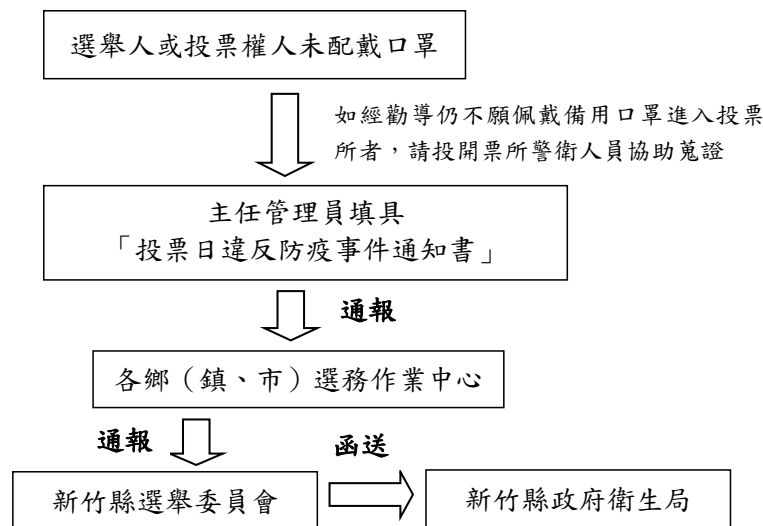 選舉人或投票權人未配戴口罩
如經勸導仍不願佩戴備用口罩進入投票
所者，請投開票所警衛人員協助蒐證
主任管理員填具
「投票日違反防疫事件通知書」
通報
各鄉（鎮、市）選務作業中心
通報
函送
新竹縣選舉委員會
新竹縣政府衛生局